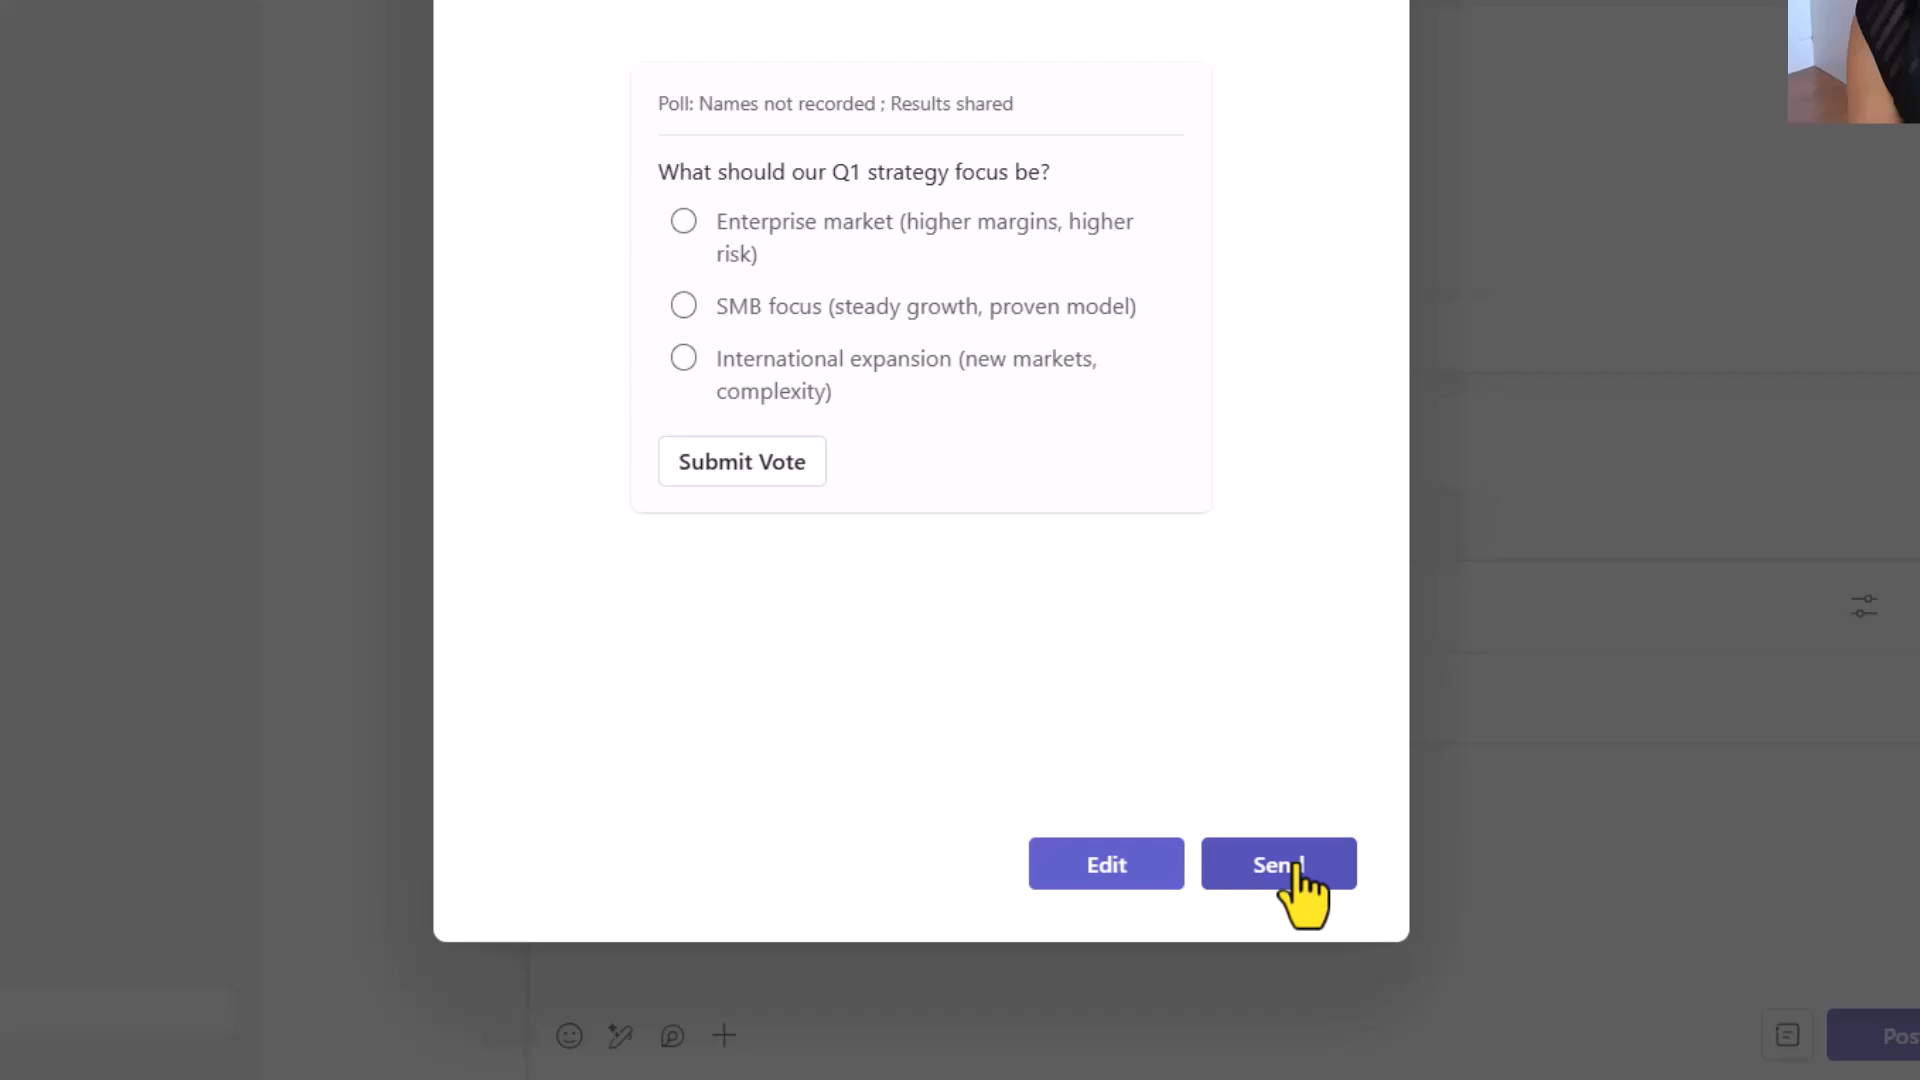 Poll: Names not recorded ; Results shared
What should our Q1 strategy focus be?
Enterprise market (higher margins, higher
risk)
SMB focus (steady growth, proven model)
International expansion (new markets,
complexity)
Submit Vote
Edit
Send
Pos